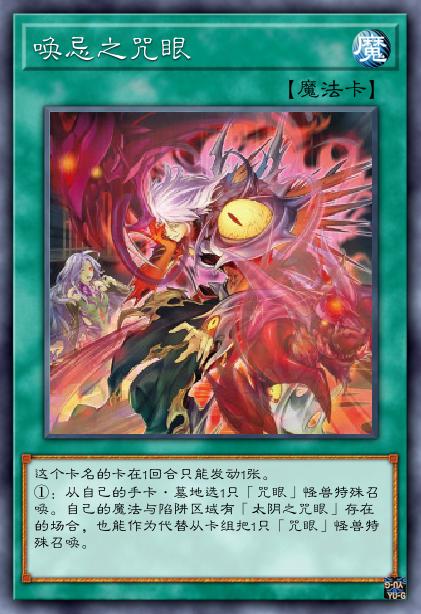 唤忌之咒眼
魔
【魔法卡】
这个卡名的卡在1回合只能发动1张。
①：从自己的手卡·墓地选1只「咒眼」怪兽特殊召
唤。自己的魔法与陷阱区域有「太阴之咒眼」存在
的场合，也能作为代替从卡组把1只「咒眼」怪兽特
殊召唤。